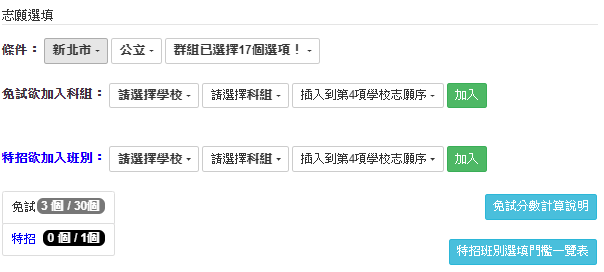 志願選填
條件： 新北市 公立 群組已選擇17個選項！
免試欲加入科組： 請選擇學校 請選擇科組 插入到第4項學校志願序 加入
特招欲加入班別： 請選擇學校 請選擇科組 插入到第4項學校志願序 加入
免試 3 個 / 30個 免試分數計算說明
特招 0 個 / 1個
特招班別選填門檻一覽表